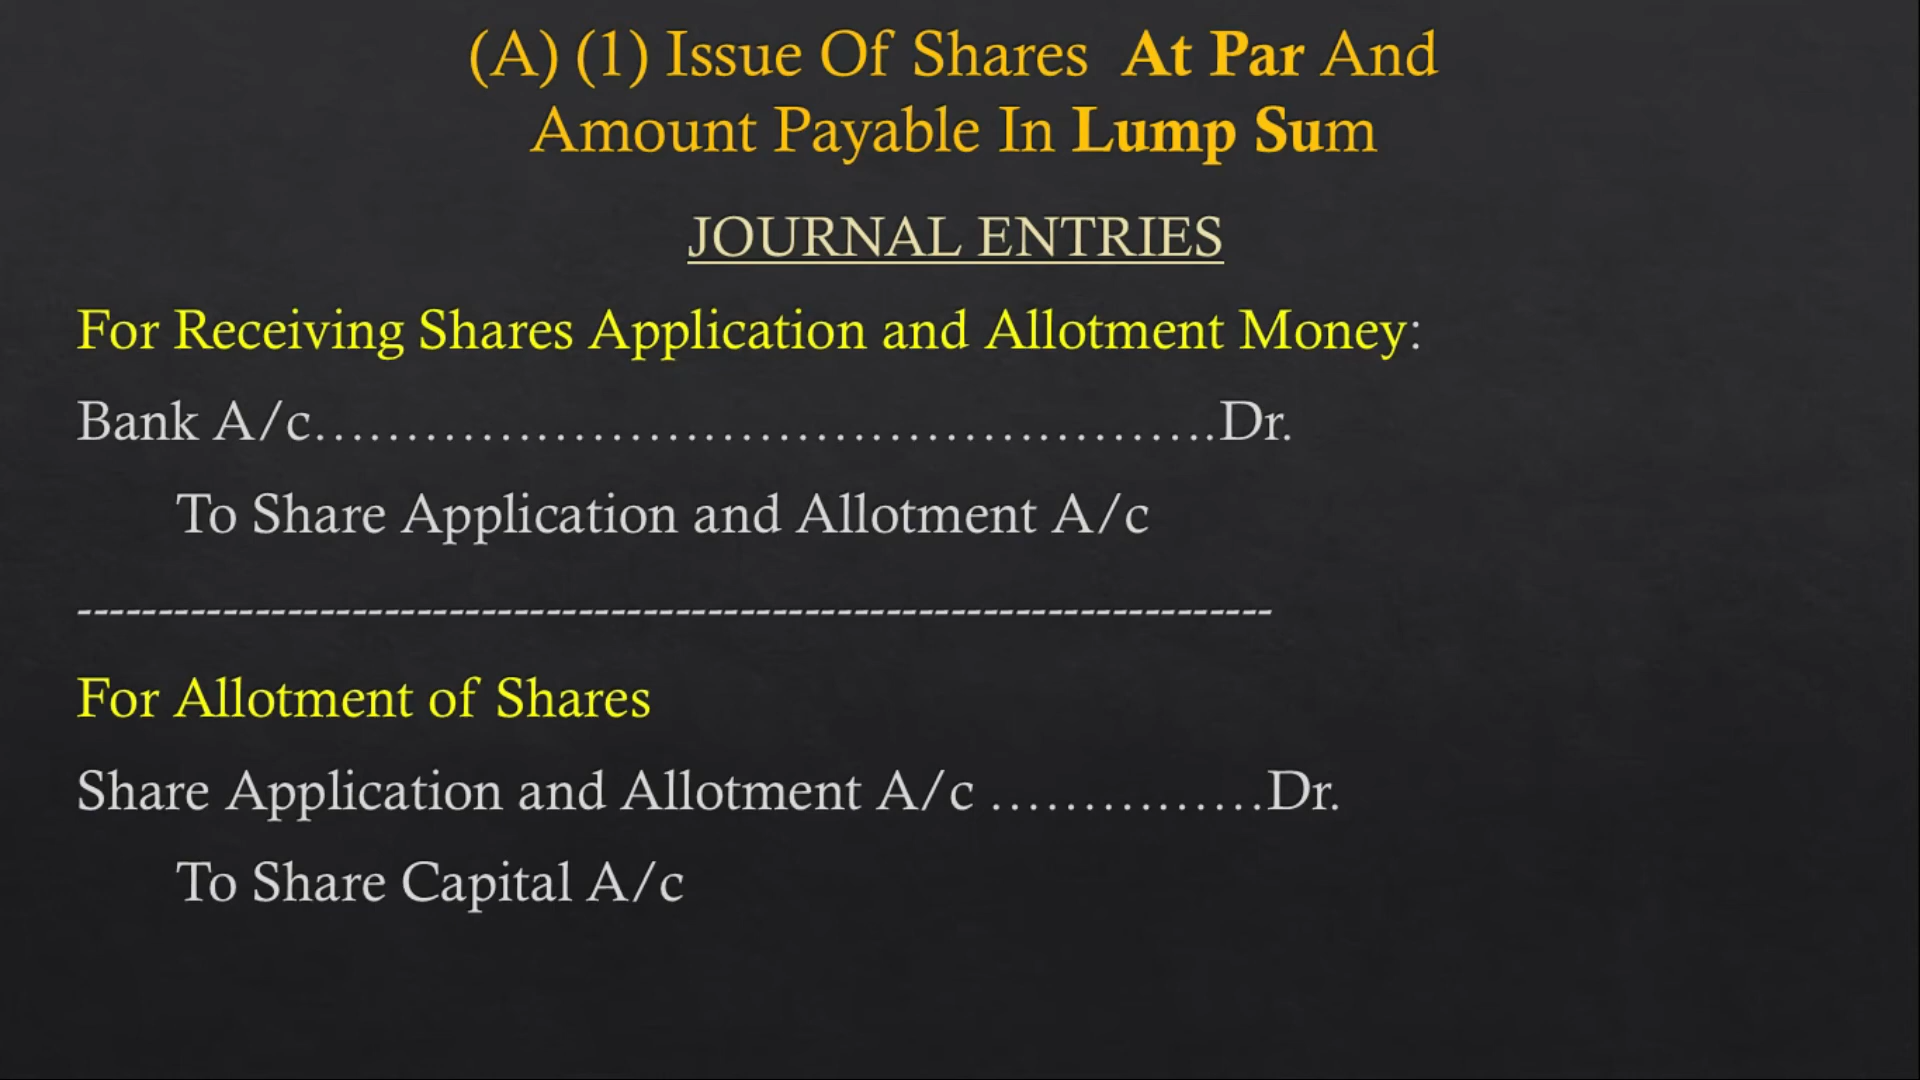 (A) (1) Issue Of Shares At Par And
Amount Payable In Lump Sum
JOURNAL ENTRIES
For Receiving Shares Application and Allotment Money:
Bank A/c……………………………………………………………….Dr.
To Share Application and Allotment A/c
--------------------------------------------------------------------------
For Allotment of Shares
Share Application and Allotment A/c ……………Dr.
To Share Capital A/c